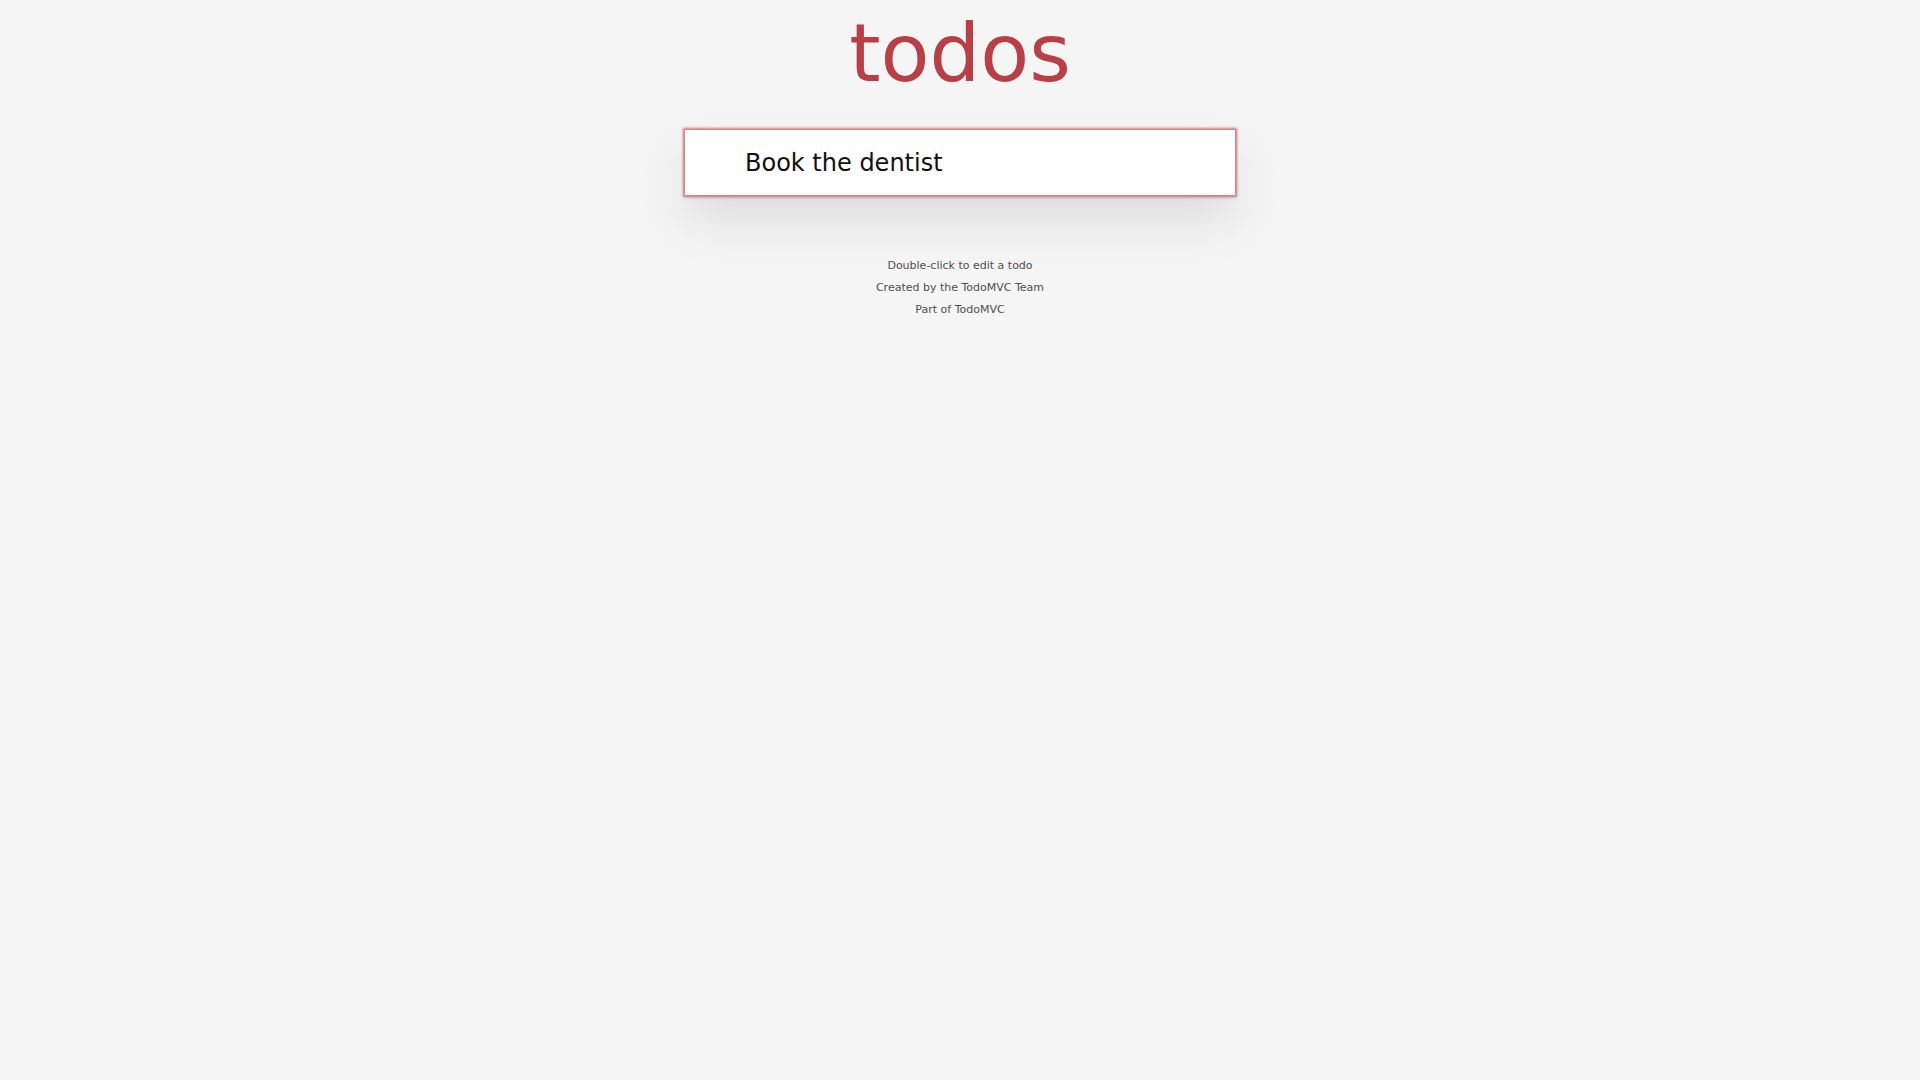 todos
Book the dentist
Double-click to edit a todo
Created by the TodoMVC Team
Part of TodoMVC